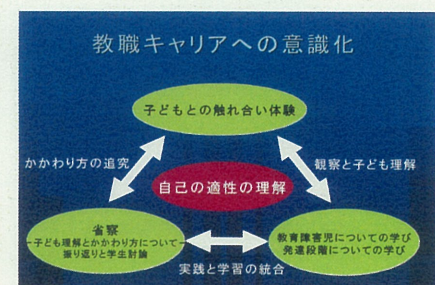 教職キャリアへの意識化
子どもとの触れ合い体験
かかわり方の追究
観察と子ども理解
自己の適性の理解
省察
ー子ども理解とかかわり方についてー
振り返りと学生討論
教育障害児についての学び
発達段階についての学び
実践と学習の統合